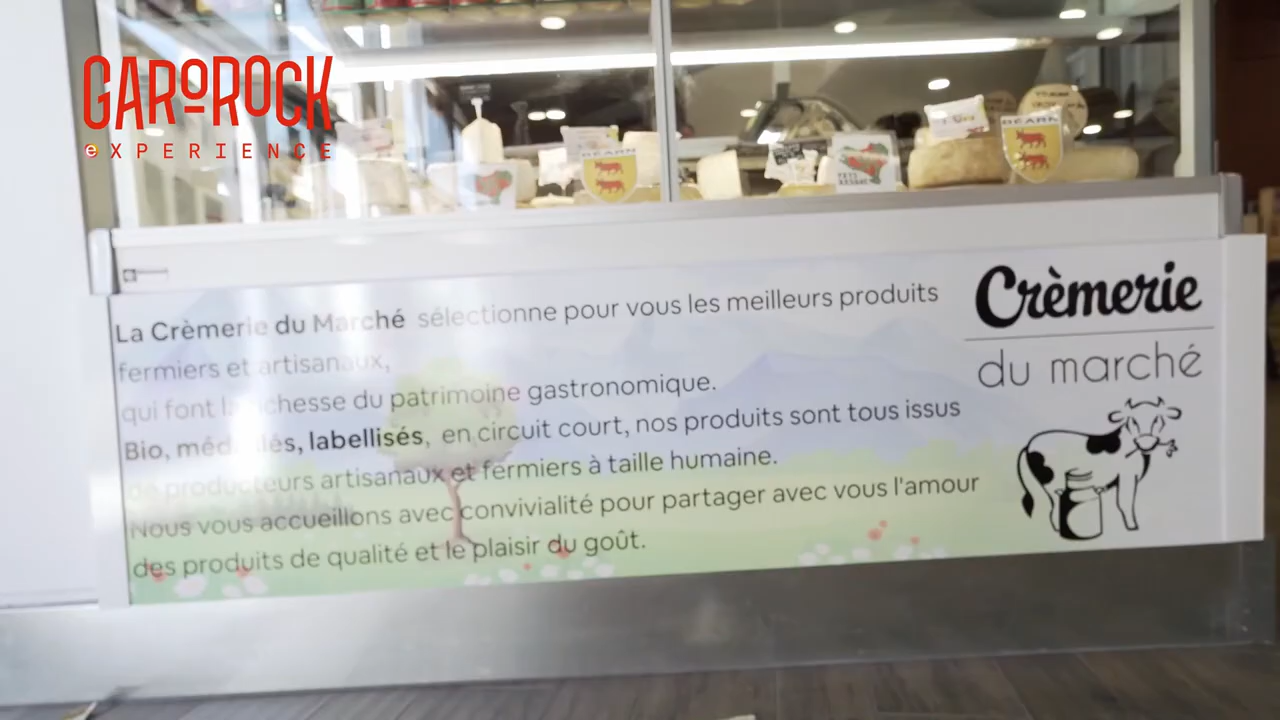 GAROROCK
eXPERIENCE
BÉARN
BÉARN
La Crèmerie du Marché sélectionne pour vous les meilleurs produits
fermiers et artisanaux,
qui font la richesse du patrimoine gastronomique.
Bio, médaillés, labellisés, en circuit court, nos produits sont tous issus
de producteurs artisanaux et fermiers à taille humaine.
Nous vous accueillons avec convivialité pour partager avec vous l'amour
des produits de qualité et le plaisir du goût.
Crèmerie
du marché